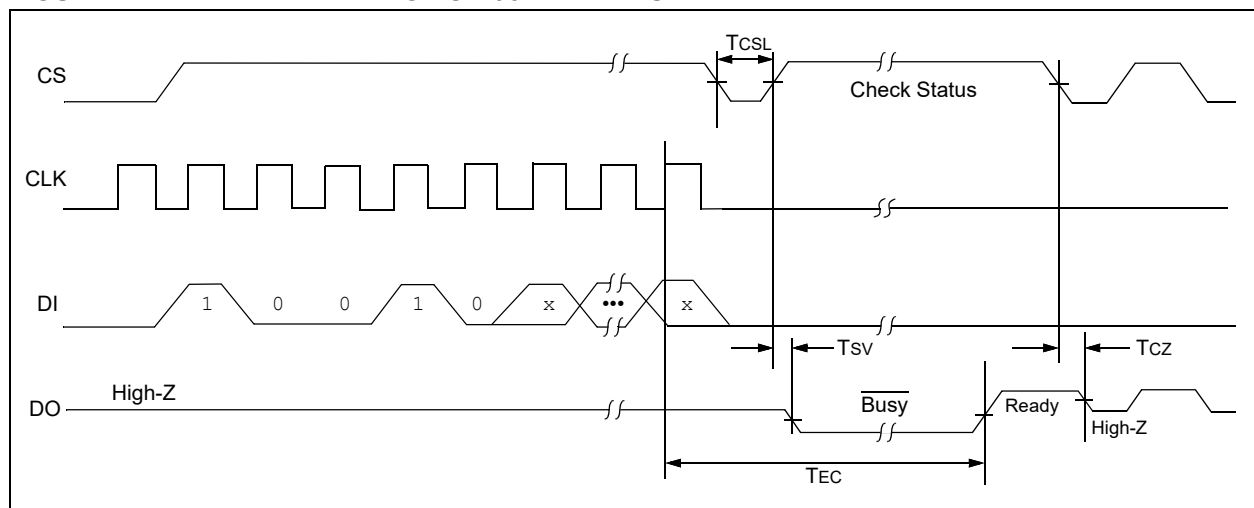 TCSL
CS
Check Status
CLK
DI 1 0 0 1 0 x ••• x
TSV TCZ
DO High-Z Busy Ready High-Z
TEC